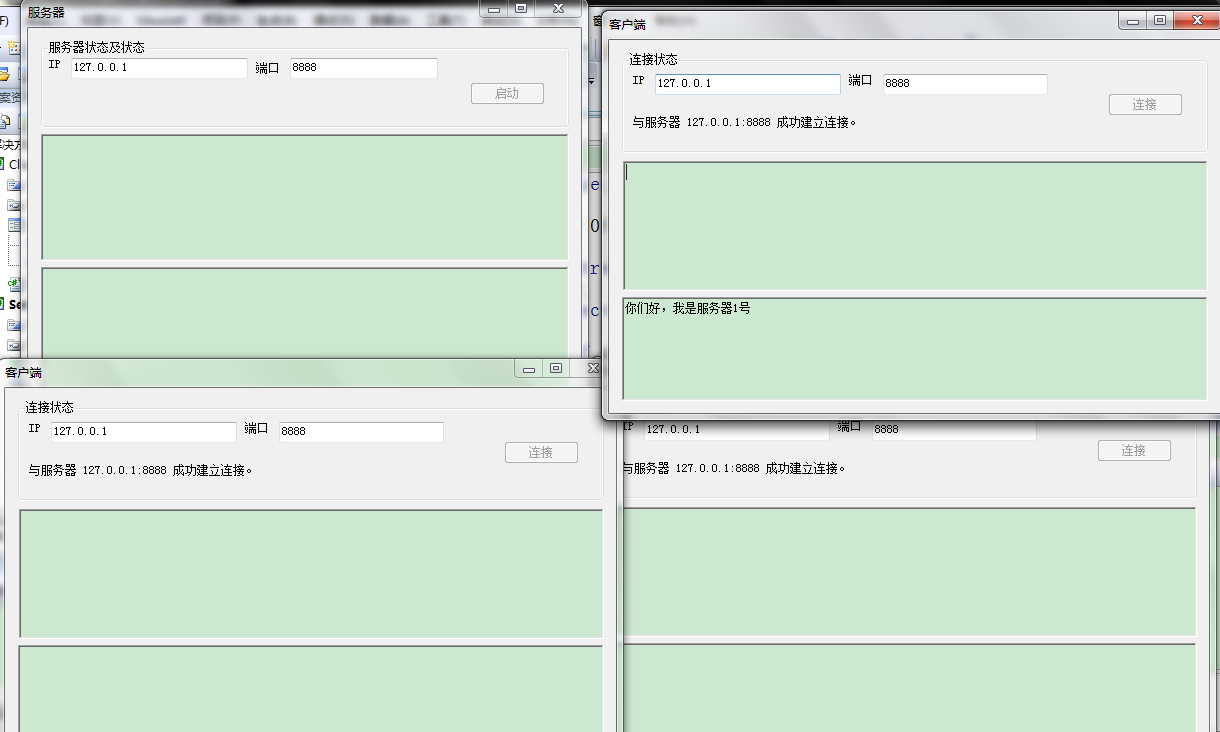 服务器
服务器状态及状态
IP 127.0.0.1 端口 8888
启动
客户端
连接状态
IP 127.0.0.1 端口 8888
连接
与服务器 127.0.0.1:8888 成功建立连接。
你们好，我是服务器1号
客户端
连接状态
IP 127.0.0.1 端口 8888
连接
与服务器 127.0.0.1:8888 成功建立连接。
IP 127.0.0.1 端口 8888
连接
与服务器 127.0.0.1:8888 成功建立连接。